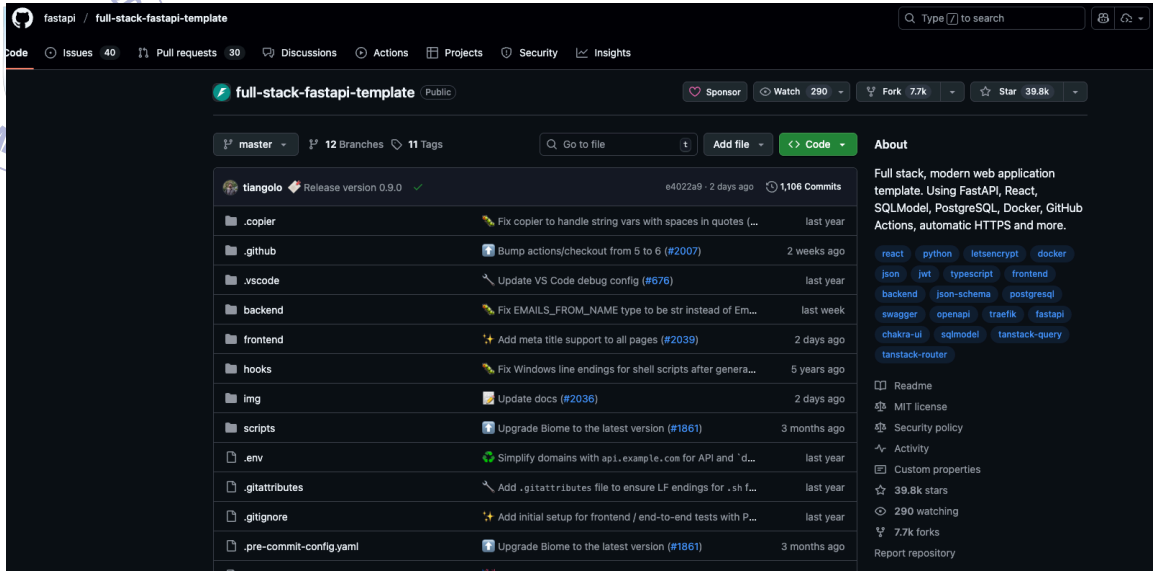 fastapi / full-stack-fastapi-template
Type / to search
Code Issues 40 Pull requests 30 Discussions Actions Projects Security Insights
full-stack-fastapi-template Public
Sponsor Watch 290 Fork 7.7k Star 39.8k
master 12 Branches 11 Tags
Go to file t Add file <> Code
tiangolo Release version 0.9.0 e4022a9 · 2 days ago 1,106 Commits
.copier Fix copier to handle string vars with spaces in quotes (... last year
.github Bump actions/checkout from 5 to 6 (#2007) 2 weeks ago
.vscode Update VS Code debug config (#676) last year
backend Fix EMAILS_FROM_NAME type to be str instead of Em... last week
frontend Add meta title support to all pages (#2039) 2 days ago
hooks Fix Windows line endings for shell scripts after genera... 5 years ago
img Update docs (#2036) 2 days ago
scripts Upgrade Biome to the latest version (#1861) 3 months ago
.env Simplify domains with api.example.com for API and `d... last year
.gitattributes Add .gitattributes file to ensure LF endings for .sh f... last year
.gitignore Add initial setup for frontend / end-to-end tests with P... last year
.pre-commit-config.yaml Upgrade Biome to the latest version (#1861) 3 months ago
About
Full stack, modern web application
template. Using FastAPI, React,
SQLModel, PostgreSQL, Docker, GitHub
Actions, automatic HTTPS and more.
react python letsencrypt docker
json jwt typescript frontend
backend json-schema postgresql
swagger openapi traefik fastapi
chakra-ui sqlmodel tanstack-query
tanstack-router
Readme
MIT license
Security policy
Activity
Custom properties
39.8k stars
290 watching
7.7k forks
Report repository